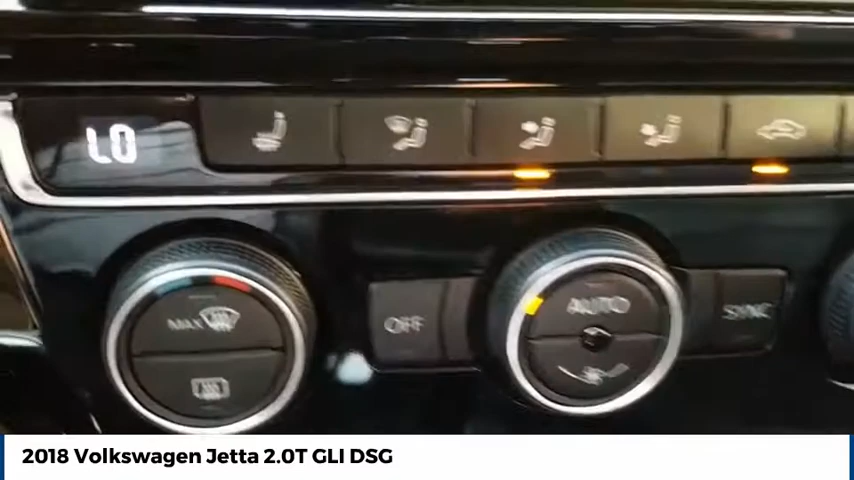 LO
MAX
OFF
AUTO
SYNC
2018 Volkswagen Jetta 2.0T GLI DSG